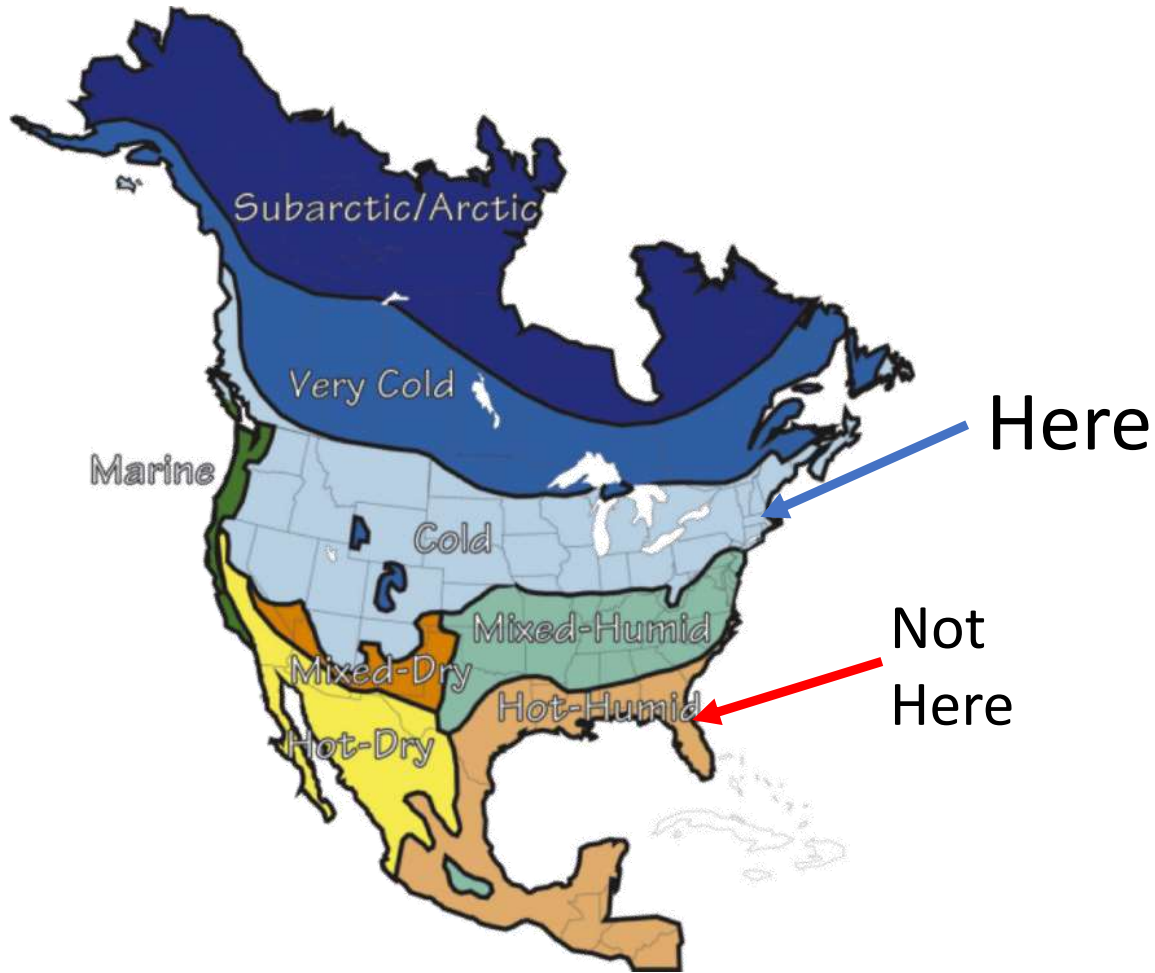 Subarctic/Arctic
Very Cold
Here
Marine
Cold
Mixed-Humid
Not
Here
Mixed-Dry
Hot-Humid
Hot-Dry